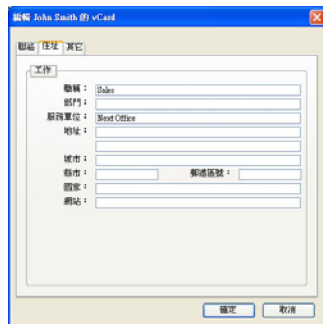 編輯 John Smith 的 vCard
聯絡 住址 其它
工作
職稱： Sales
部門：
服務單位： Next Office
地址：
城市：
縣市： 郵遞區號：
國家：
網站：
確定 取消